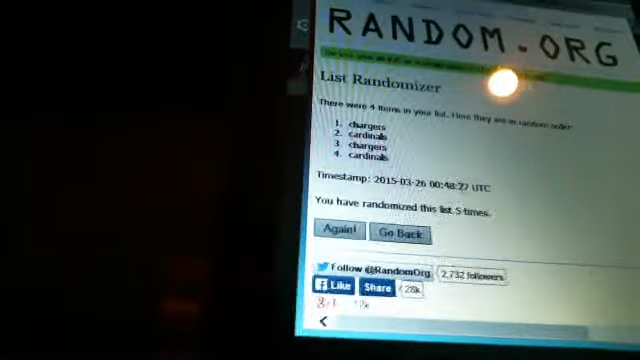 RANDOM.ORG
List Randomizer
There were 4 items in your list. Here they are in random order:
1. chargers
2. cardinals
3. chargers
4. cardinals
Timestamp: 2015-03-26 00:48:27 UTC
You have randomized this list 5 times.
Again! Go Back
Follow @RandomOrg 2,732 followers
Like Share 28k